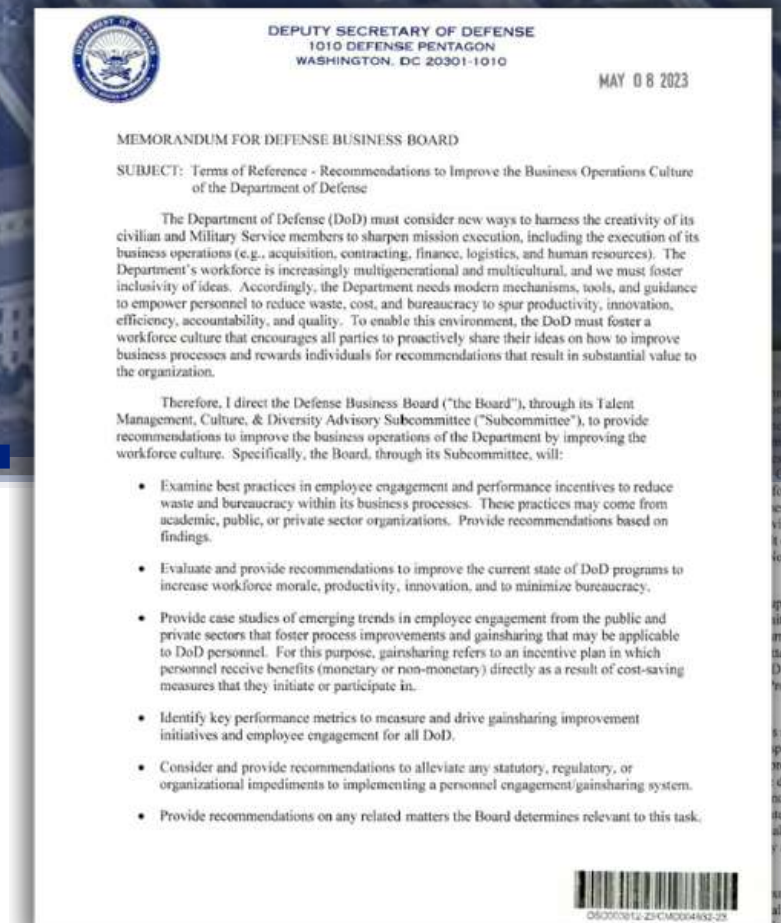 DEPUTY SECRETARY OF DEFENSE
1010 DEFENSE PENTAGON
WASHINGTON, DC 20301-1010
MAY 08 2023
MEMORANDUM FOR DEFENSE BUSINESS BOARD
SUBJECT: Terms of Reference - Recommendations to Improve the Business Operations Culture
of the Department of Defense
The Department of Defense (DoD) must consider new ways to harness the creativity of its
civilian and Military Service members to sharpen mission execution, including the execution of its
business operations (e.g., acquisition, contracting, finance, logistics, and human resources). The
Department's workforce is increasingly multigenerational and multicultural, and we must foster
inclusivity of ideas. Accordingly, the Department needs modern mechanisms, tools, and guidance
to empower personnel to reduce waste, cost, and bureaucracy to spur productivity, innovation,
efficiency, accountability, and quality. To enable this environment, the DoD must foster a
workforce culture that encourages all parties to proactively share their ideas on how to improve
business processes and rewards individuals for recommendations that result in substantial value to
the organization.
Therefore, I direct the Defense Business Board ("the Board"), through its Talent
Management, Culture, & Diversity Advisory Subcommittee ("Subcommittee"), to provide
recommendations to improve the business operations of the Department by improving the
workforce culture. Specifically, the Board, through its Subcommittee, will:
• Examine best practices in employee engagement and performance incentives to reduce
waste and bureaucracy within its business processes. These practices may come from
academic, public, or private sector organizations. Provide recommendations based on
findings.
• Evaluate and provide recommendations to improve the current state of DoD programs to
increase workforce morale, productivity, innovation, and to minimize bureaucracy.
• Provide case studies of emerging trends in employee engagement from the public and
private sectors that foster process improvements and gainsharing that may be applicable
to DoD personnel. For this purpose, gainsharing refers to an incentive plan in which
personnel receive benefits (monetary or non-monetary) directly as a result of cost-saving
measures that they initiate or participate in.
• Identify key performance metrics to measure and drive gainsharing improvement
initiatives and employee engagement for all DoD.
• Consider and provide recommendations to alleviate any statutory, regulatory, or
organizational impediments to implementing a personnel engagement/gainsharing system.
• Provide recommendations on any related matters the Board determines relevant to this task.